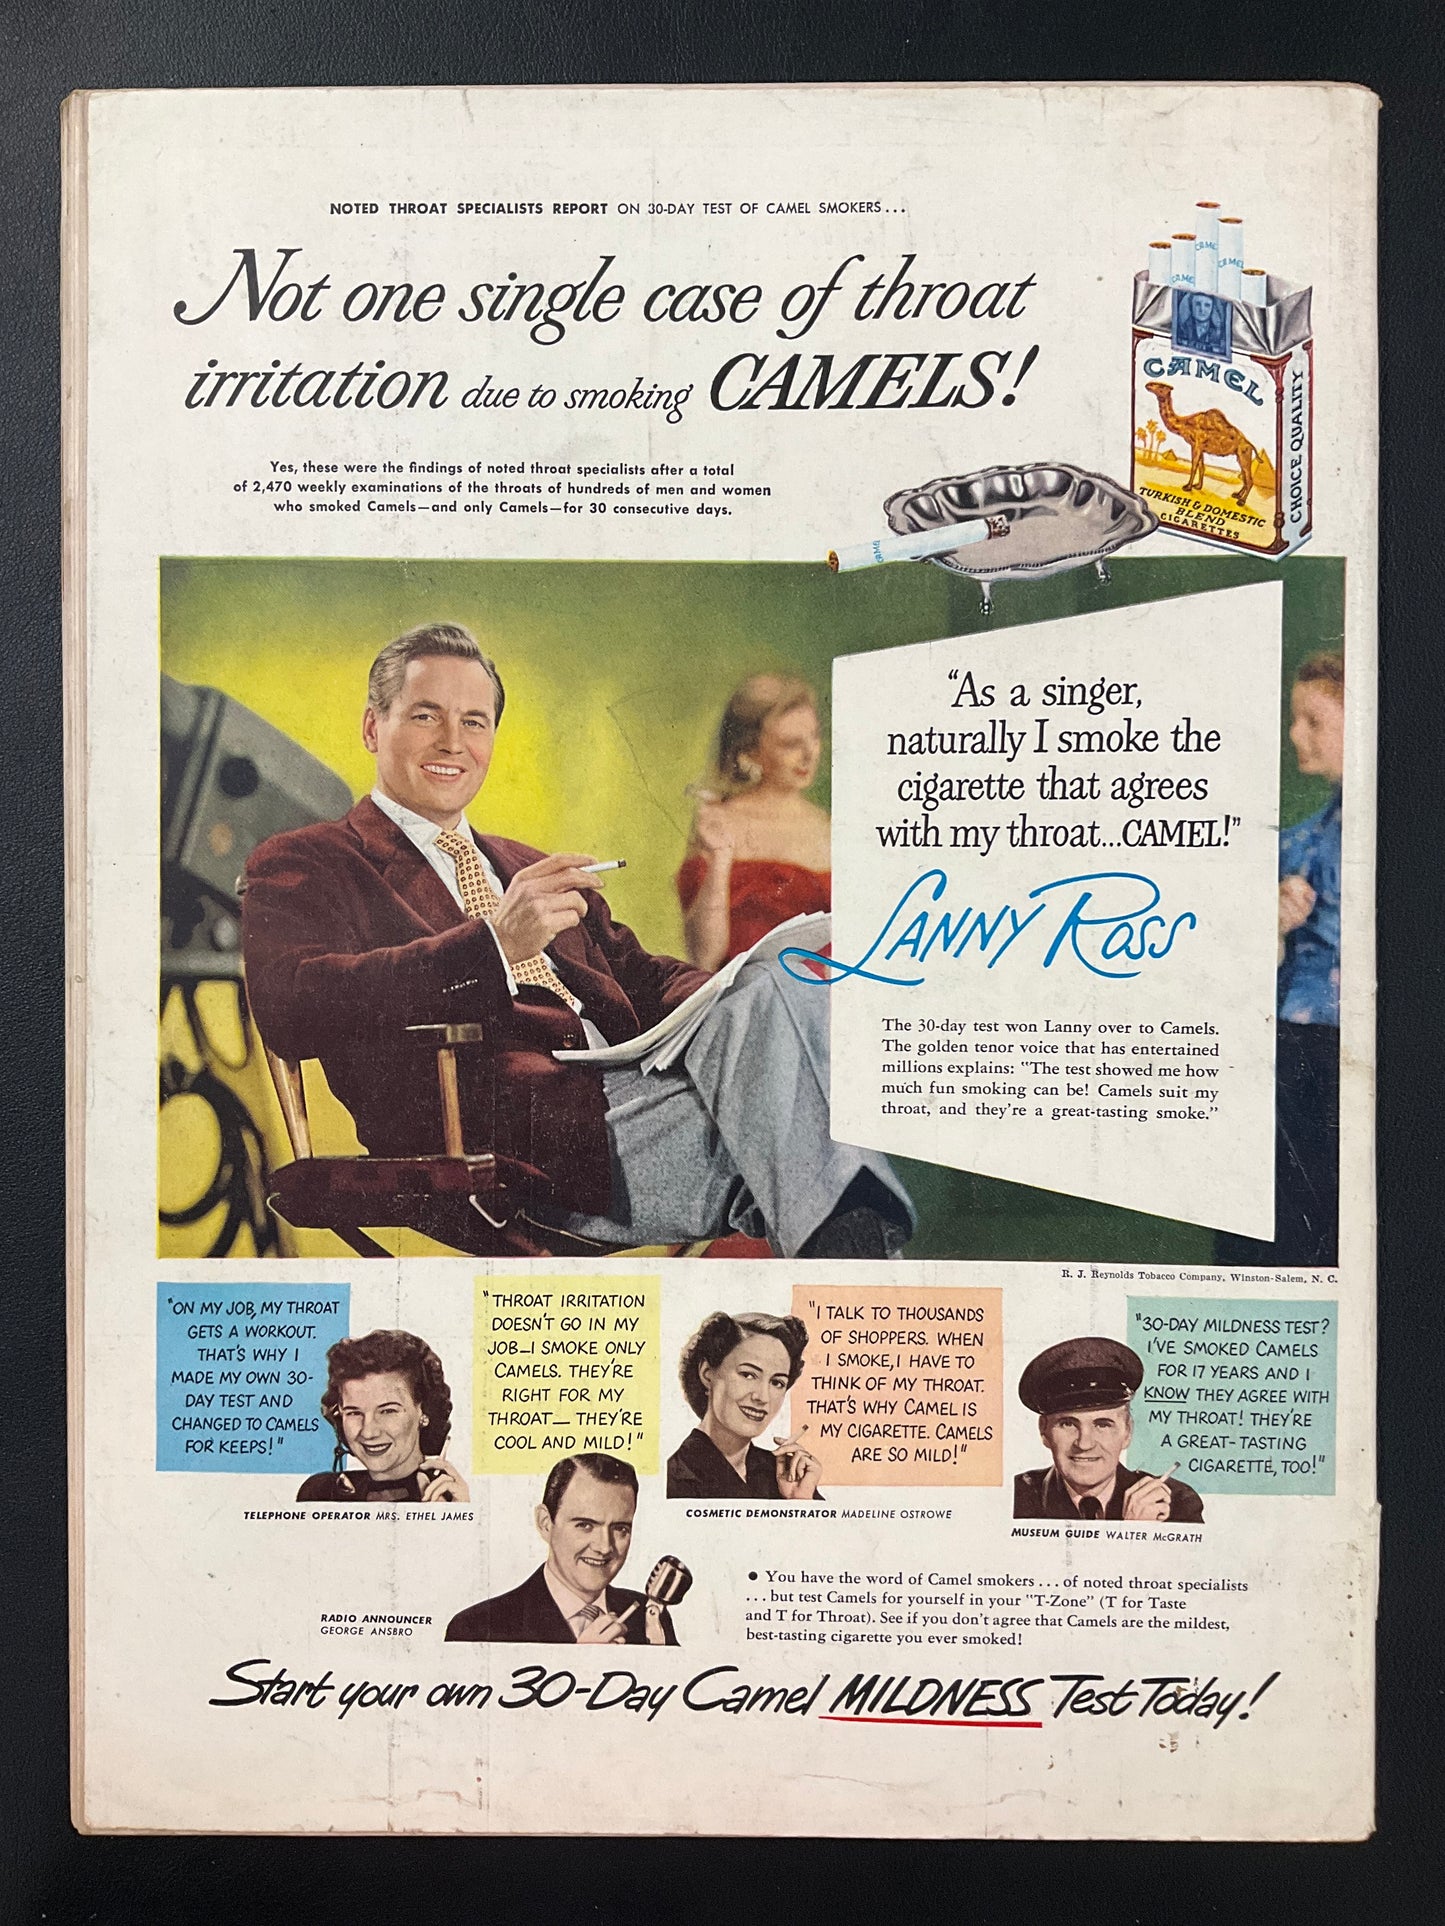 NOTED THROAT SPECIALISTS REPORT ON 30-DAY TEST OF CAMEL SMOKERS...
Not one single case of throat
irritation due to smoking CAMELS!
Yes, these were the findings of noted throat specialists after a total
of 2,470 weekly examinations of the throats of hundreds of men and women
who smoked Camels—and only Camels—for 30 consecutive days.
CAMEL
CAMEL
CAMEL
CAMEL
CAMEL
TURKISH & DOMESTIC
BLEND
CIGARETTES
CHOICE QUALITY
CAMEL
"As a singer,
naturally I smoke the
cigarette that agrees
with my throat...CAMEL!"
LANNY ROSS
The 30-day test won Lanny over to Camels.
The golden tenor voice that has entertained
millions explains: "The test showed me how
much fun smoking can be! Camels suit my
throat, and they're a great-tasting smoke."
R. J. Reynolds Tobacco Company, Winston-Salem, N. C.
"ON MY JOB, MY THROAT
GETS A WORKOUT.
THAT'S WHY I
MADE MY OWN 30-
DAY TEST AND
CHANGED TO CAMELS
FOR KEEPS!"
TELEPHONE OPERATOR MRS. ETHEL JAMES
"THROAT IRRITATION
DOESN'T GO IN MY
JOB—I SMOKE ONLY
CAMELS. THEY'RE
RIGHT FOR MY
THROAT—THEY'RE
COOL AND MILD!"
RADIO ANNOUNCER
GEORGE ANSBRO
"I TALK TO THOUSANDS
OF SHOPPERS. WHEN
I SMOKE, I HAVE TO
THINK OF MY THROAT.
THAT'S WHY CAMEL IS
MY CIGARETTE. CAMELS
ARE SO MILD!"
COSMETIC DEMONSTRATOR MADELINE OSTROWE
"30-DAY MILDNESS TEST?
I'VE SMOKED CAMELS
FOR 17 YEARS AND I
KNOW THEY AGREE WITH
MY THROAT! THEY'RE
A GREAT-TASTING
CIGARETTE, TOO!"
MUSEUM GUIDE WALTER McGRATH
● You have the word of Camel smokers...of noted throat specialists
...but test Camels for yourself in your "T-Zone" (T for Taste
and T for Throat). See if you don't agree that Camels are the mildest,
best-tasting cigarette you ever smoked!
Start your own 30-Day Camel MILDNESS Test Today!